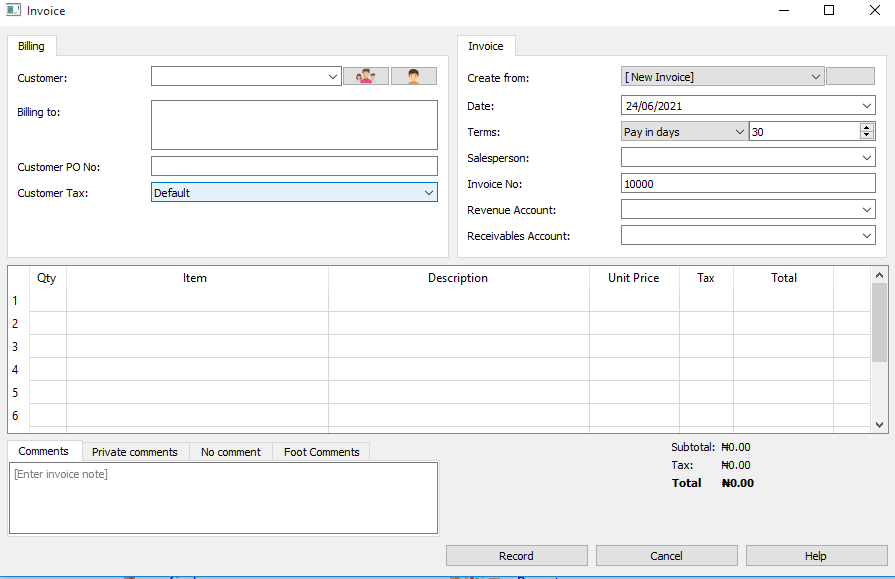 Invoice
Billing
Customer:
Billing to:
Customer PO No:
Customer Tax: Default
Invoice
Create from: [ New Invoice]
Date: 24/06/2021
Terms: Pay in days 30
Salesperson:
Invoice No: 10000
Revenue Account:
Receivables Account:
Qty Item Description Unit Price Tax Total
1
2
3
4
5
6
Comments Private comments No comment Foot Comments
[Enter invoice note]
Subtotal: ₦0.00
Tax: ₦0.00
Total ₦0.00
Record Cancel Help